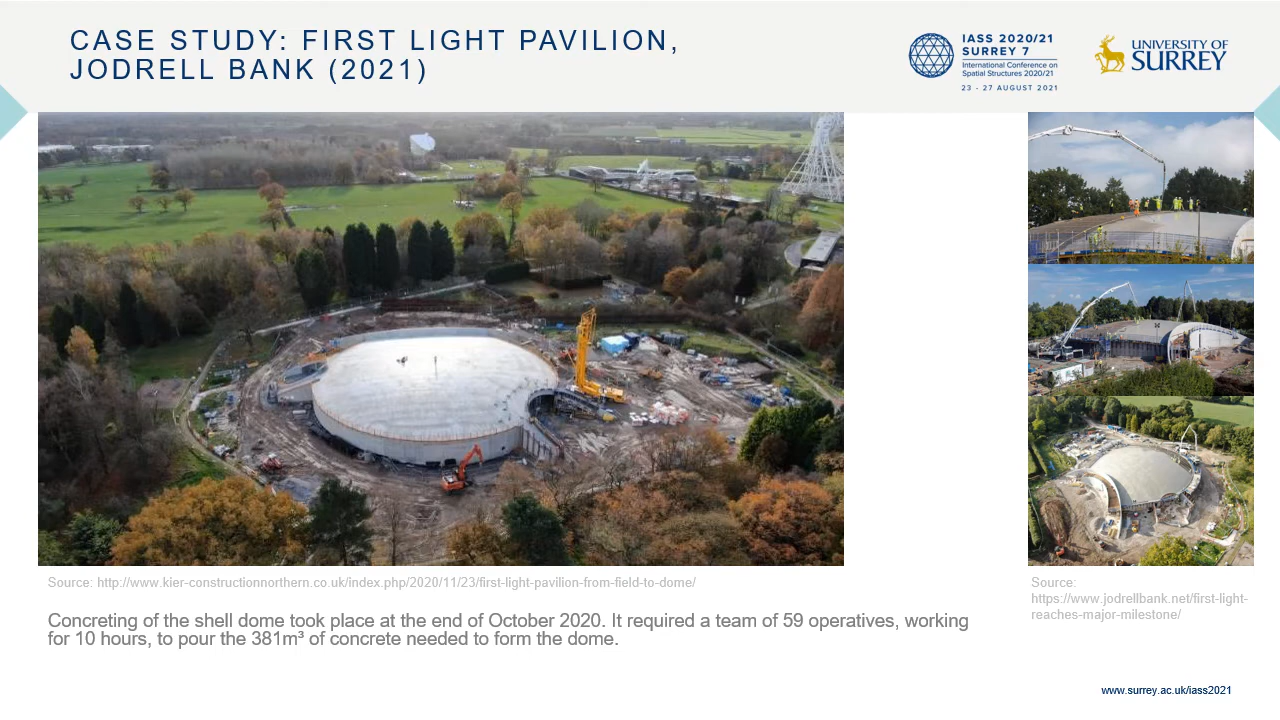 CASE STUDY: FIRST LIGHT PAVILION,
JODRELL BANK (2021)
IASS 2020/21
SURREY 7
International Conference on
Spatial Structures 2020/21
23 - 27 AUGUST 2021
UNIVERSITY OF
SURREY
Source: http://www.kier-constructionnorthern.co.uk/index.php/2020/11/23/first-light-pavilion-from-field-to-dome/
Source:
https://www.jodrellbank.net/first-light-
reaches-major-milestone/
Concreting of the shell dome took place at the end of October 2020. It required a team of 59 operatives, working
for 10 hours, to pour the 381m³ of concrete needed to form the dome.
www.surrey.ac.uk/iass2021